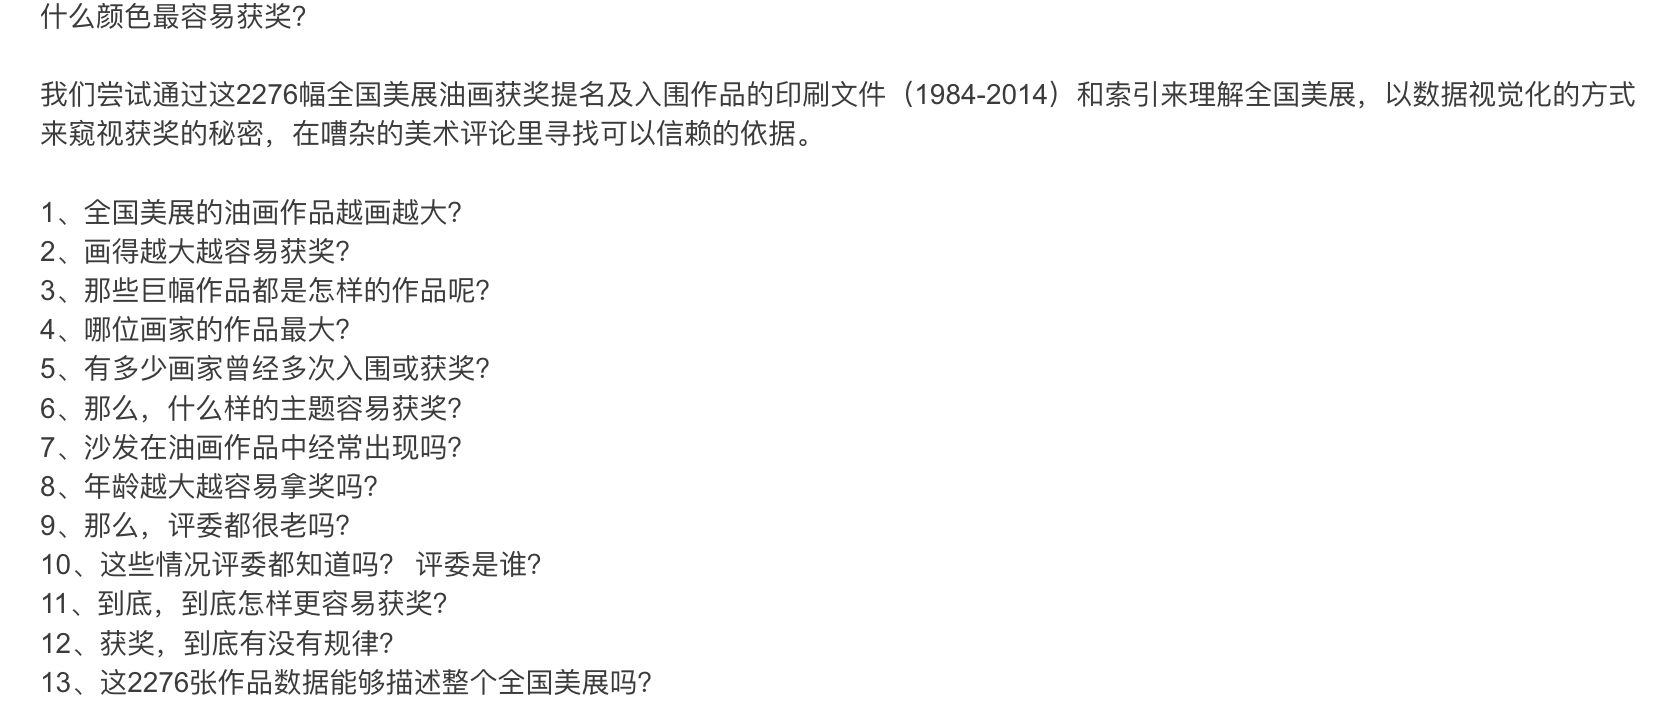 什么颜色最容易获奖？
我们尝试通过这2276幅全国美展油画获奖提名及入围作品的印刷文件（1984-2014）和索引来理解全国美展，以数据视觉化的方式
来窥视获奖的秘密，在嘈杂的美术评论里寻找可以信赖的依据。
1、全国美展的油画作品越画越大？
2、画得越大越容易获奖？
3、那些巨幅作品都是怎样的作品呢？
4、哪位画家的作品最大？
5、有多少画家曾经多次入围或获奖？
6、那么，什么样的主题容易获奖？
7、沙发在油画作品中经常出现吗？
8、年龄越大越容易拿奖吗？
9、那么，评委都很老吗？
10、这些情况评委都知道吗？ 评委是谁？
11、到底，到底怎样更容易获奖？
12、获奖，到底有没有规律？
13、这2276张作品数据能够描述整个全国美展吗？